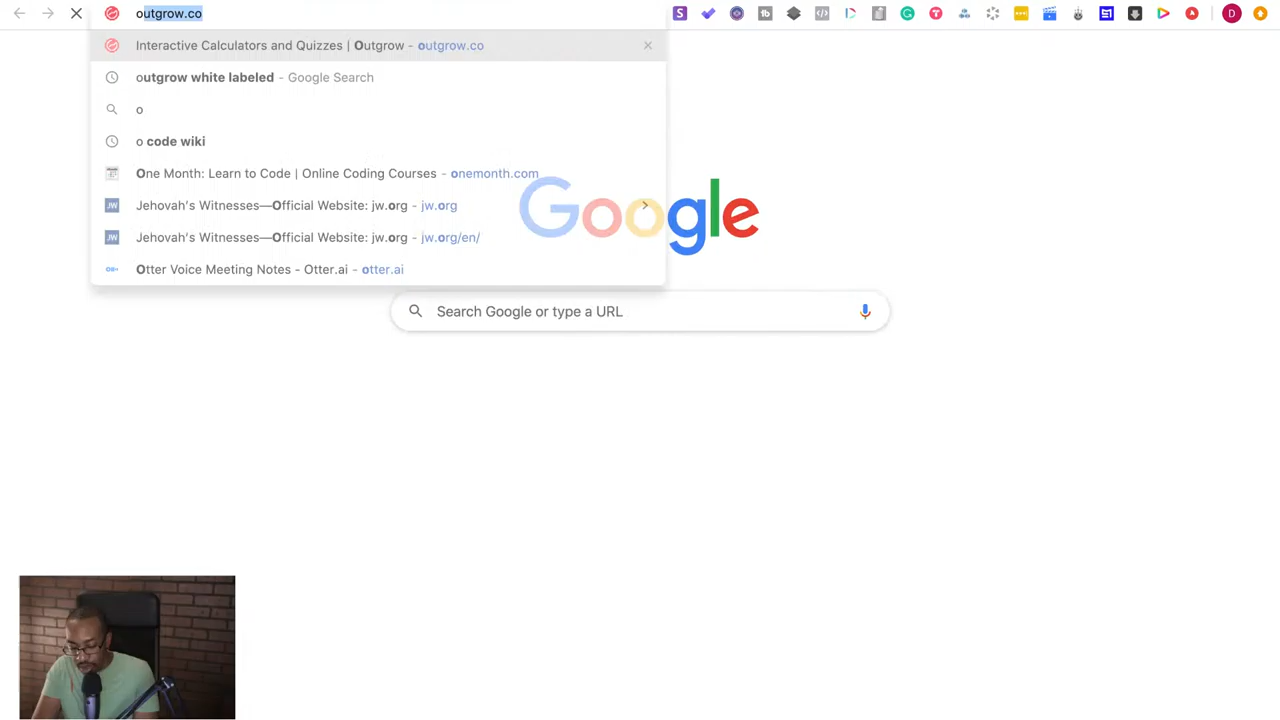 outgrow.co
Interactive Calculators and Quizzes | Outgrow - outgrow.co
outgrow white labeled - Google Search
o
o code wiki
One Month: Learn to Code | Online Coding Courses - onemonth.com
Jehovah's Witnesses—Official Website: jw.org - jw.org
Jehovah's Witnesses—Official Website: jw.org - jw.org/en/
Otter Voice Meeting Notes - Otter.ai - otter.ai
Google
Search Google or type a URL
S
tb
G
T
D
JW
JW